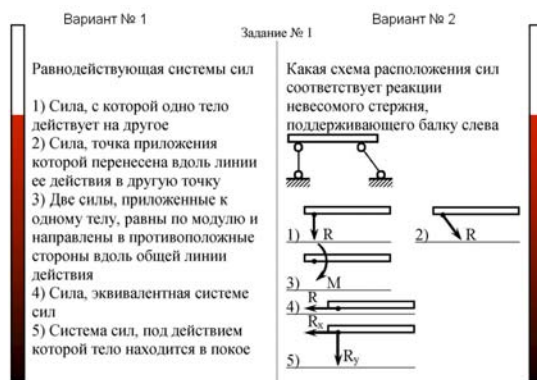 Вариант № 1
Вариант № 2
Задание № 1
Равнодействующая системы сил
1) Сила, с которой одно тело
действует на другое
2) Сила, точка приложения
которой перенесена вдоль линии
ее действия в другую точку
3) Две силы, приложенные к
одному телу, равны по модулю и
направлены в противоположные
стороны вдоль общей линии
действия
4) Сила, эквивалентная системе
сил
5) Система сил, под действием
которой тело находится в покое
Какая схема расположения сил
соответствует реакции
невесомого стержня,
поддерживающего балку слева
1) R
2) R
3) M
4) R
5) Rx Ry